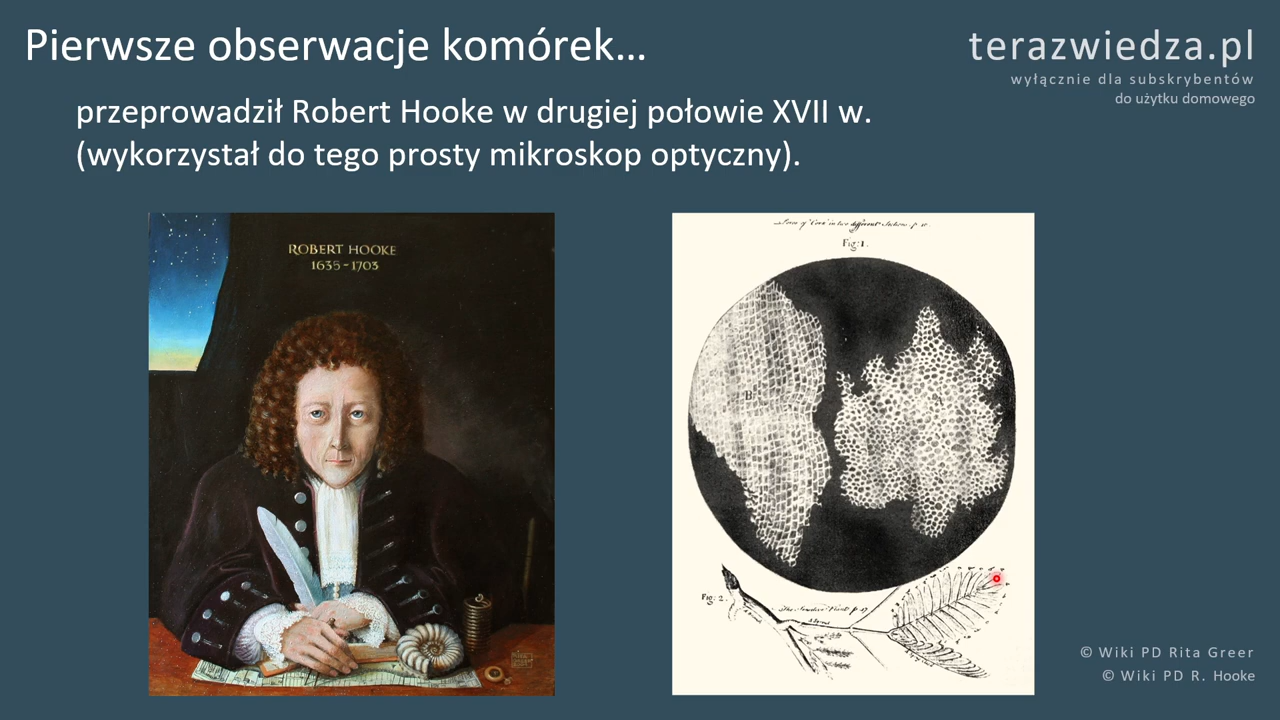 Pierwsze obserwacje komórek...
terazwiedza.pl
wyłącznie dla subskrybentów
do użytku domowego
przeprowadził Robert Hooke w drugiej połowie XVII w.
(wykorzystał do tego prosty mikroskop optyczny).
ROBERT HOOKE
1635-1703
Fig:1.
B
A
Fig: 2.
© Wiki PD Rita Greer
© Wiki PD R. Hooke